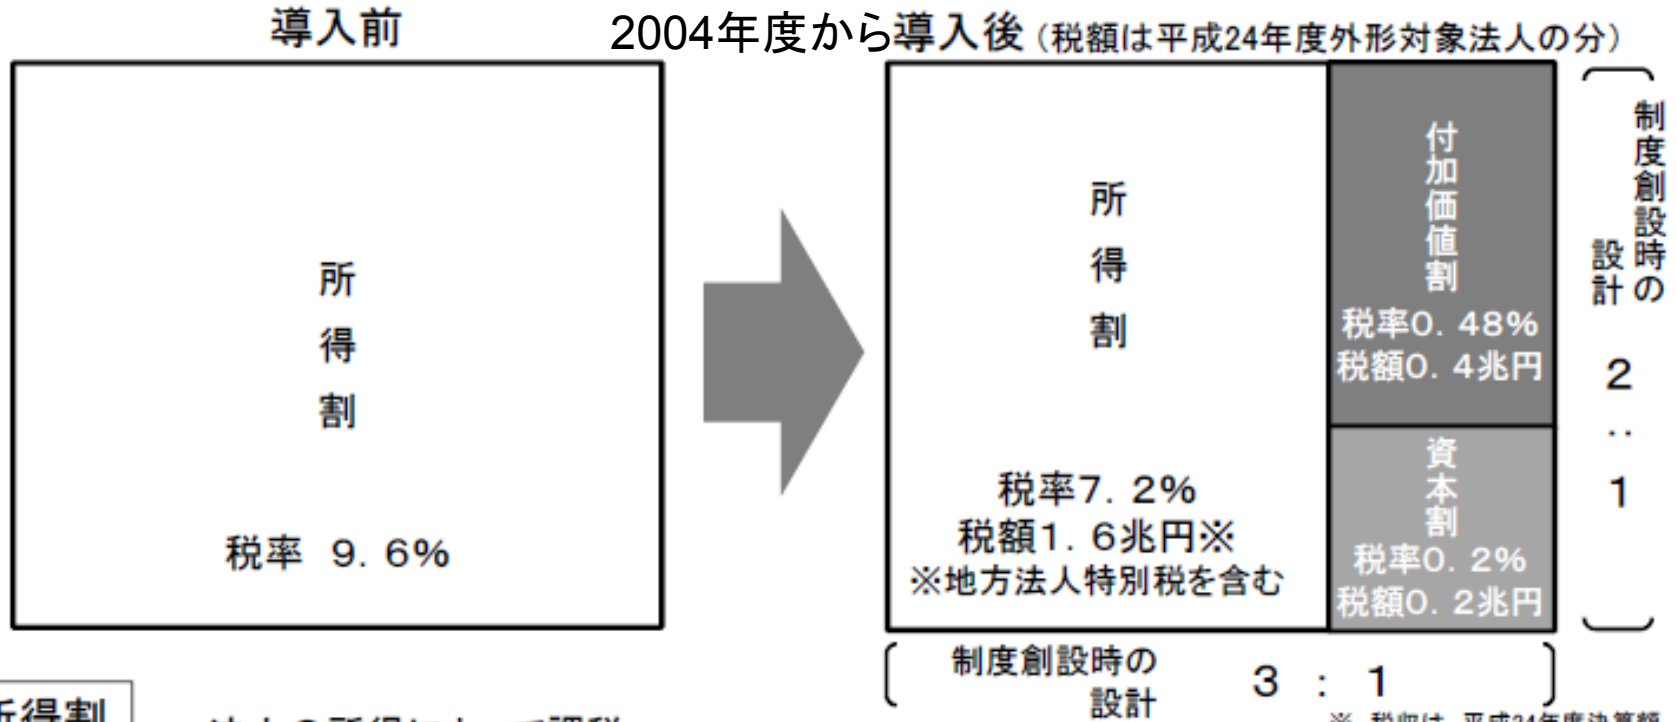 導入前
2004年度から導入後（税額は平成24年度外形対象法人の分）
所得割
税率 9. 6%
所得割
税率7. 2%
税額1. 6兆円※
※地方法人特別税を含む
付加価値割
税率0. 48%
税額0. 4兆円
資本割
税率0. 2%
税額0. 2兆円
制度創設時の
設計
2
:
1
制度創設時の
設計
3 : 1
所得割